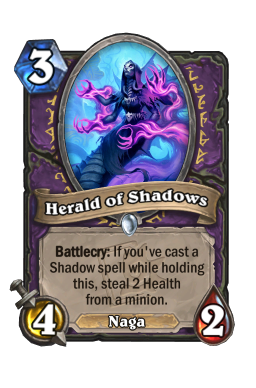 3
Herald of Shadows
Battlecry: If you've cast a
Shadow spell while holding
this, steal 2 Health
from a minion.
4
Naga
2